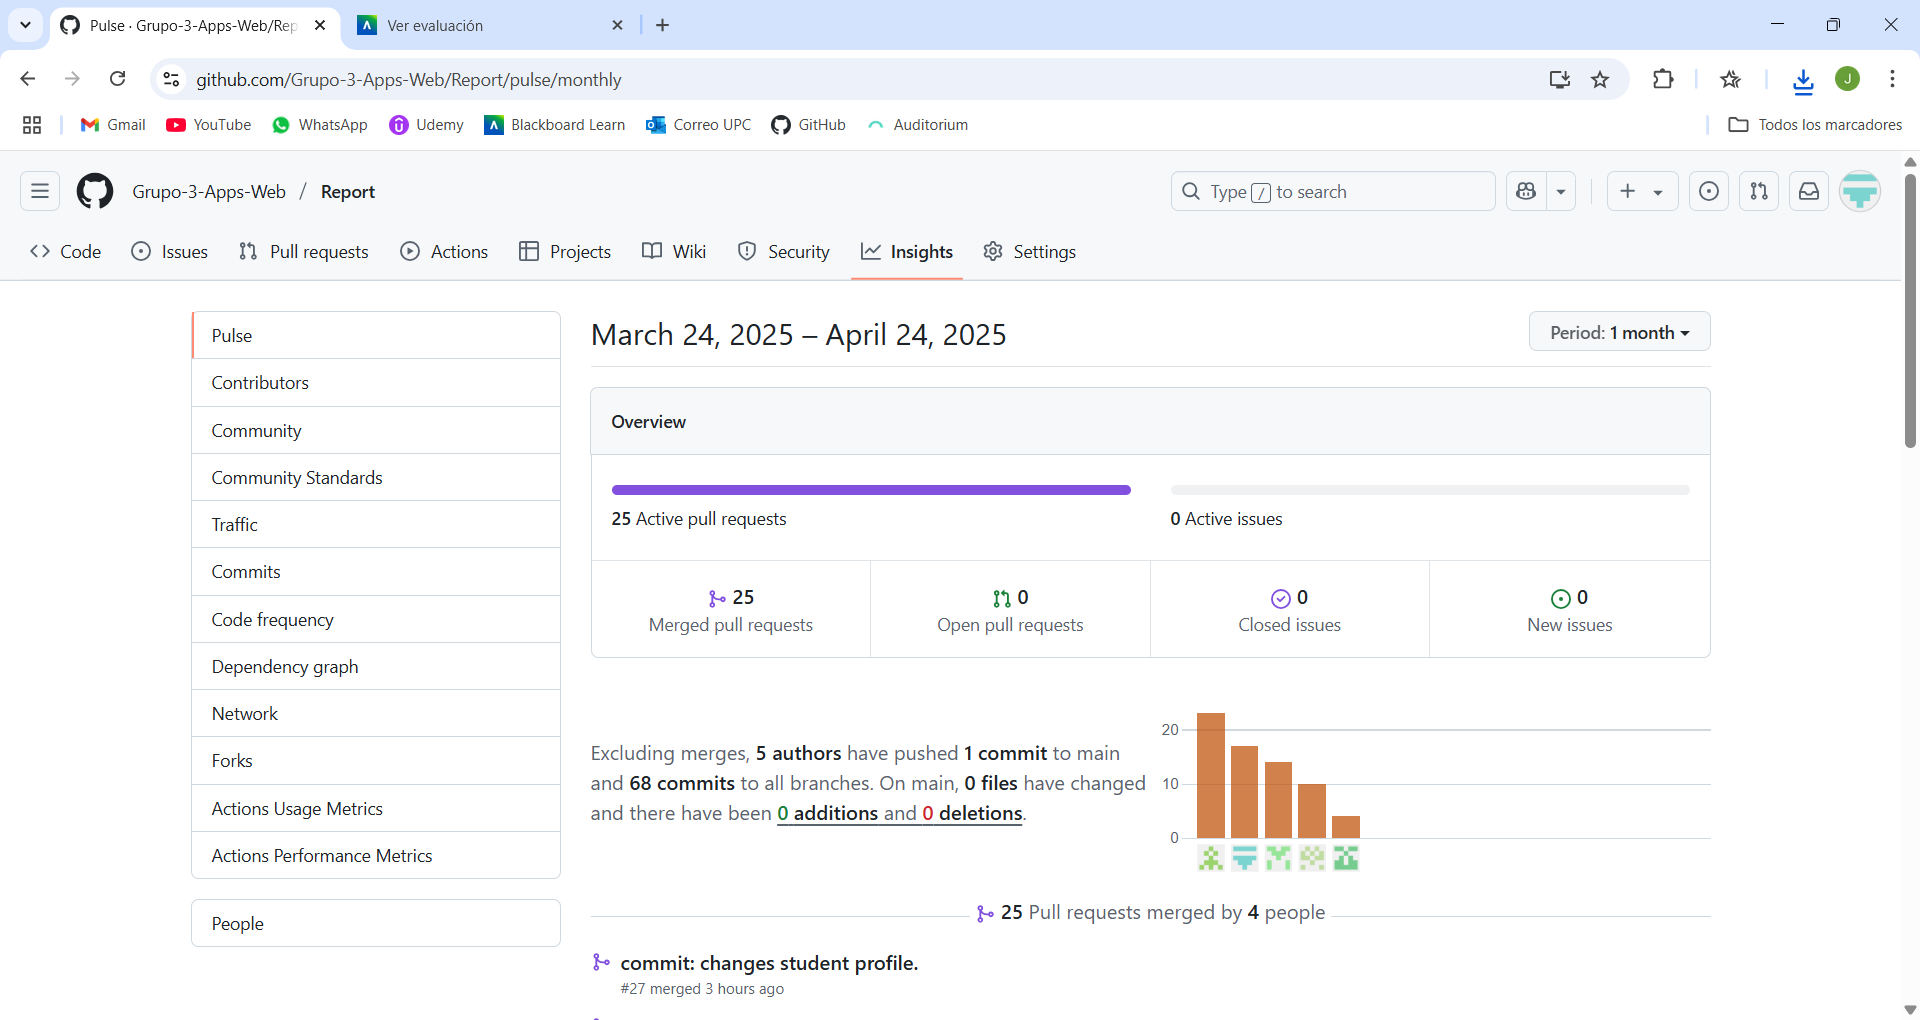 Pulse · Grupo-3-Apps-Web/Rep
Ver evaluación
github.com/Grupo-3-Apps-Web/Report/pulse/monthly
J
Gmail
YouTube
WhatsApp
Udemy
Blackboard Learn
Correo UPC
GitHub
Auditorium
Todos los marcadores
Grupo-3-Apps-Web / Report
Type / to search
Code
Issues
Pull requests
Actions
Projects
Wiki
Security
Insights
Settings
Pulse
Contributors
Community
Community Standards
Traffic
Commits
Code frequency
Dependency graph
Network
Forks
Actions Usage Metrics
Actions Performance Metrics
People
March 24, 2025 – April 24, 2025
Period: 1 month
Overview
25 Active pull requests
0 Active issues
25
Merged pull requests
0
Open pull requests
0
Closed issues
0
New issues
Excluding merges, 5 authors have pushed 1 commit to main
and 68 commits to all branches. On main, 0 files have changed
and there have been 0 additions and 0 deletions.
20
10
0
25 Pull requests merged by 4 people
commit: changes student profile.
#27 merged 3 hours ago